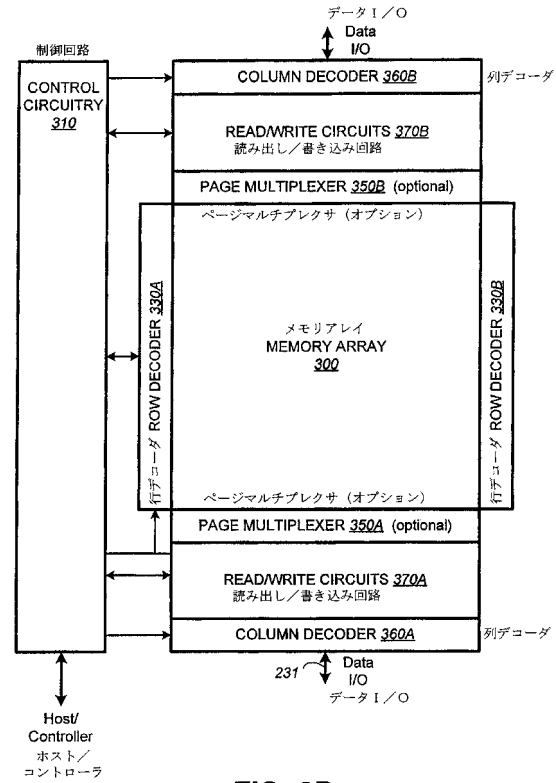 データI/O
Data
I/O
制御回路
CONTROL
CIRCUITRY
310
COLUMN DECODER 360B
列デコーダ
READ/WRITE CIRCUITS 370B
読み出し/書き込み回路
PAGE MULTIPLEXER 350B (optional)
ページマルチプレクサ (オプション)
行デコーダ ROW DECODER 330A
メモリアレイ
MEMORY ARRAY
300
行デコーダ ROW DECODER 330B
ページマルチプレクサ (オプション)
PAGE MULTIPLEXER 350A (optional)
READ/WRITE CIRCUITS 370A
読み出し/書き込み回路
COLUMN DECODER 360A
列デコーダ
231
Data
I/O
データI/O
Host/
Controller
ホスト/
コントローラ